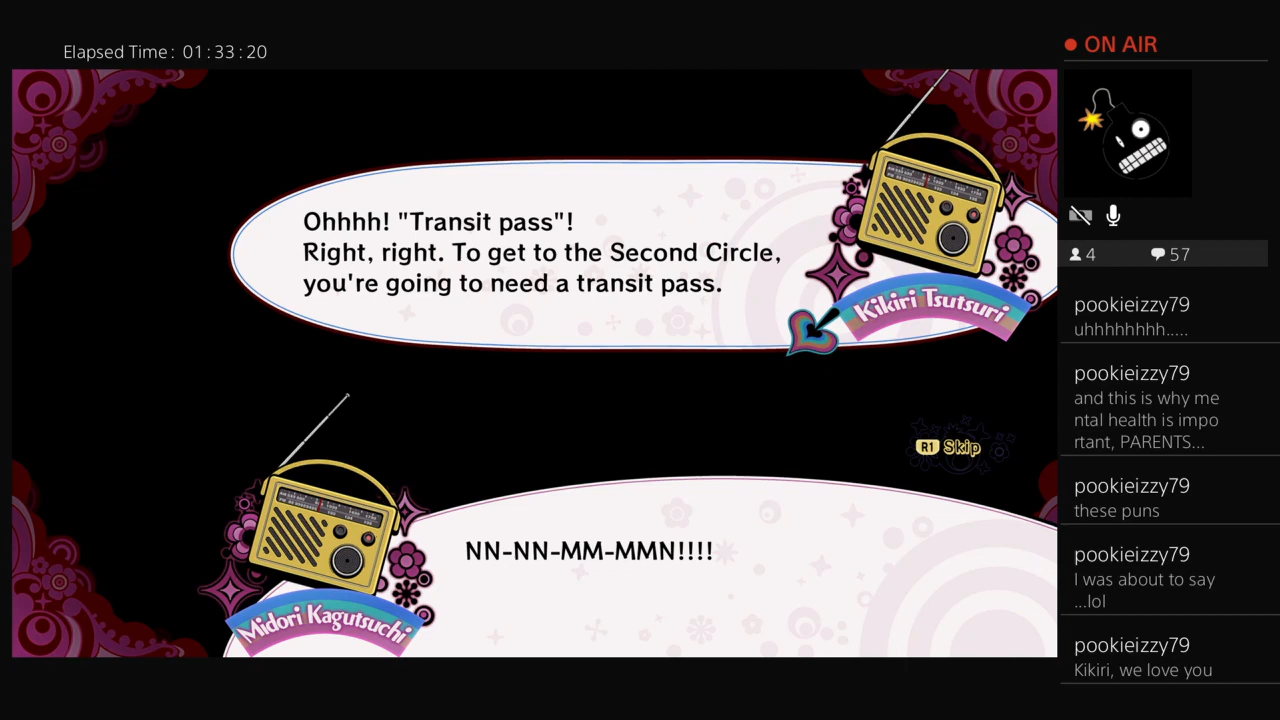 Elapsed Time: 01:33:20
ON AIR
Ohhhh! "Transit pass"!
Right, right. To get to the Second Circle,
you're going to need a transit pass.
Kikiri Tsutsuri
R1 Skip
NN-NN-MM-MMN!!!!
Midori Kagutsuchi
4
57
pookieizzy79
uhhhhhhhh.....
pookieizzy79
and this is why me
ntal health is impo
rtant, PARENTS...
pookieizzy79
these puns
pookieizzy79
I was about to say
...lol
pookieizzy79
Kikiri, we love you